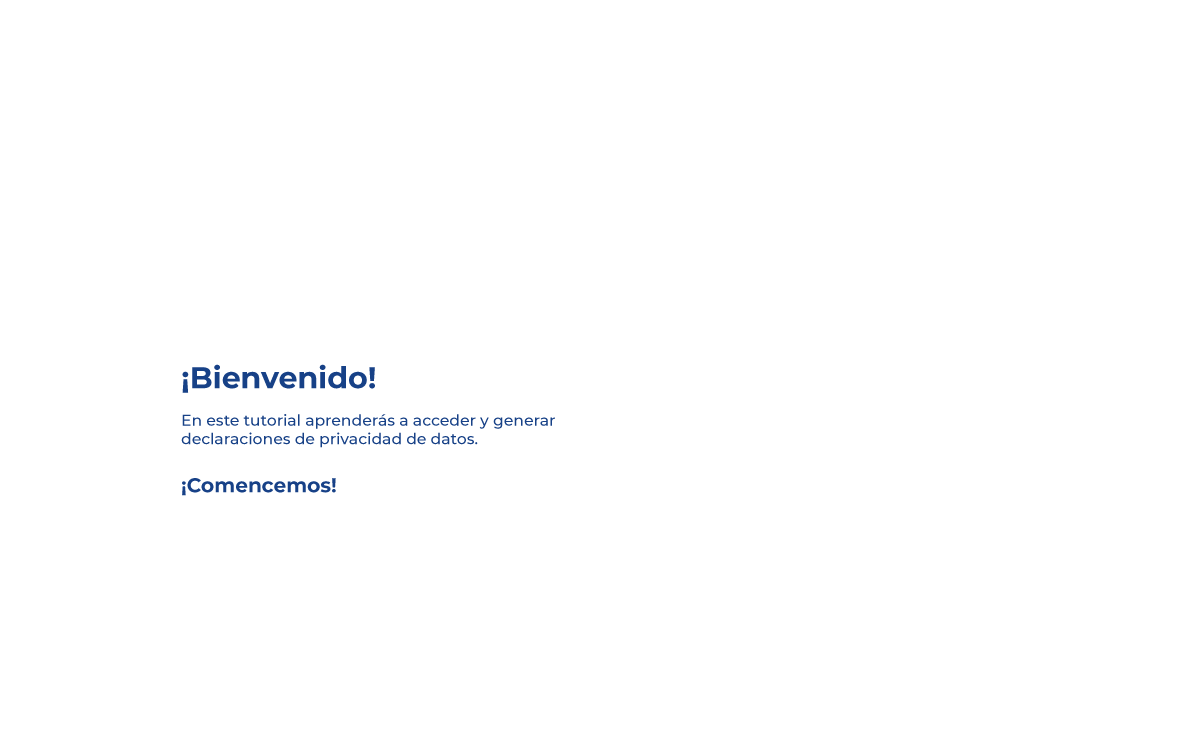 ¡Bienvenido!
En este tutorial aprenderás a acceder y generar
declaraciones de privacidad de datos.
¡Comencemos!